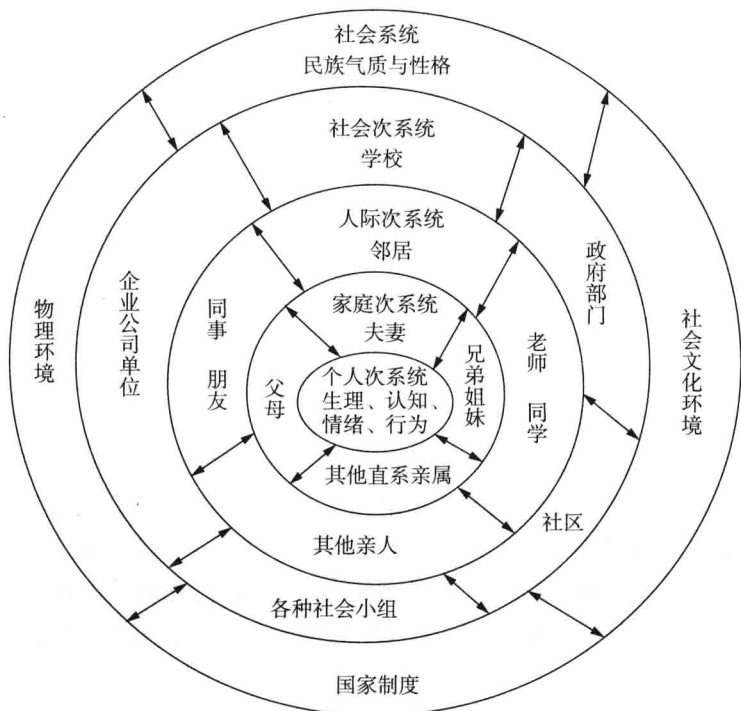 社会系统
民族气质与性格
社会次系统
学校
人际次系统
邻居
家庭次系统
夫妻
个人次系统
生理、认知、
情绪、行为
父母
兄弟姐妹
其他直系亲属
同事 朋友
老师 同学
其他亲人
企业公司单位
政府部门
社区
各种社会小组
物理环境
社会文化环境
国家制度